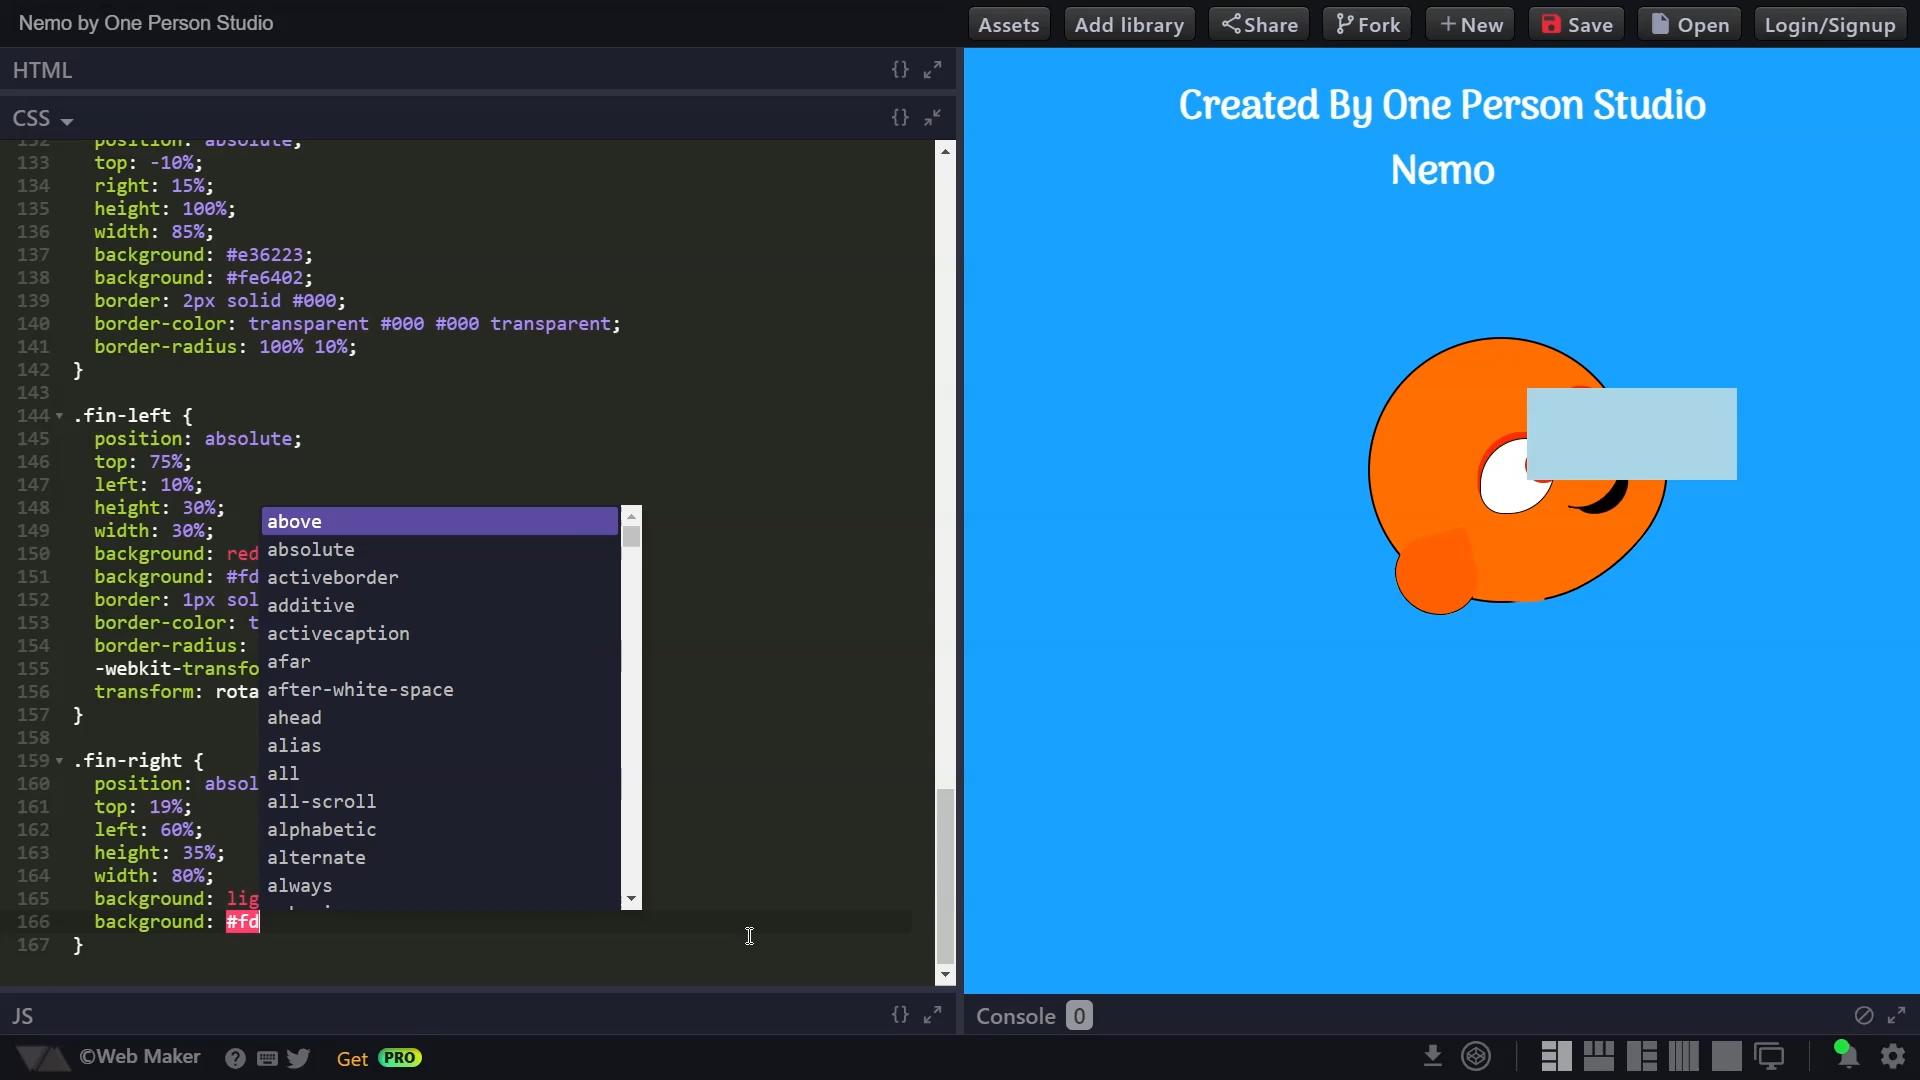 Nemo by One Person Studio
Assets
Add library
Share
Fork
+ New
Save
Open
Login/Signup
HTML
{}
CSS
{}
132 position: absolute;
133 top: -10%;
134 right: 15%;
135 height: 100%;
136 width: 85%;
137 background: #e36223;
138 background: #fe6402;
139 border: 2px solid #000;
140 border-color: transparent #000 #000 transparent;
141 border-radius: 100% 10%;
142 }
143
144 .fin-left {
145 position: absolute;
146 top: 75%;
147 left: 10%;
148 height: 30%;
149 width: 30%;
150 background: red
151 background: #fd
152 border: 1px sol
153 border-color: t
154 border-radius:
155 -webkit-transfo
156 transform: rota
157 }
158
159 .fin-right {
160 position: absol
161 top: 19%;
162 left: 60%;
163 height: 35%;
164 width: 80%;
165 background: lig
166 background: #fd
167 }
above
absolute
activeborder
additive
activecaption
afar
after-white-space
ahead
alias
all
all-scroll
alphabetic
alternate
always
Created By One Person Studio
Nemo
JS
{}
Console 0
©Web Maker
?
Get PRO